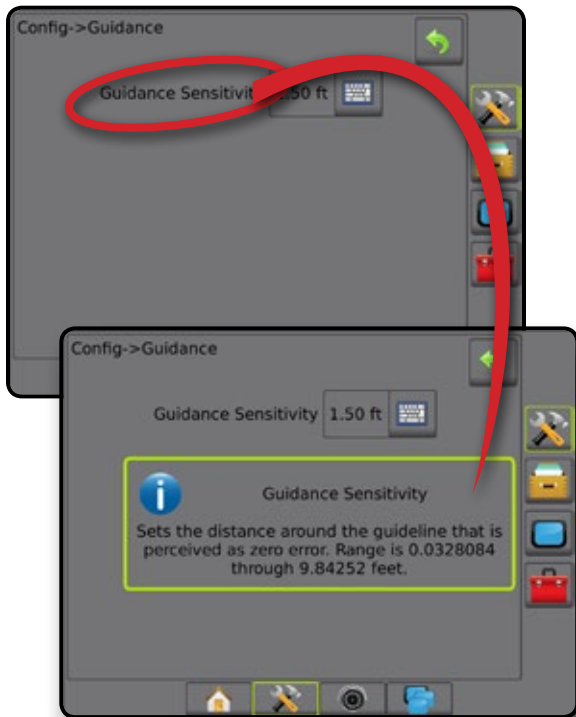 Config->Guidance
Guidance Sensitivit .50 ft
Config->Guidance
Guidance Sensitivity 1.50 ft
Guidance Sensitivity
Sets the distance around the guideline that is
perceived as zero error. Range is 0.0328084
through 9.84252 feet.